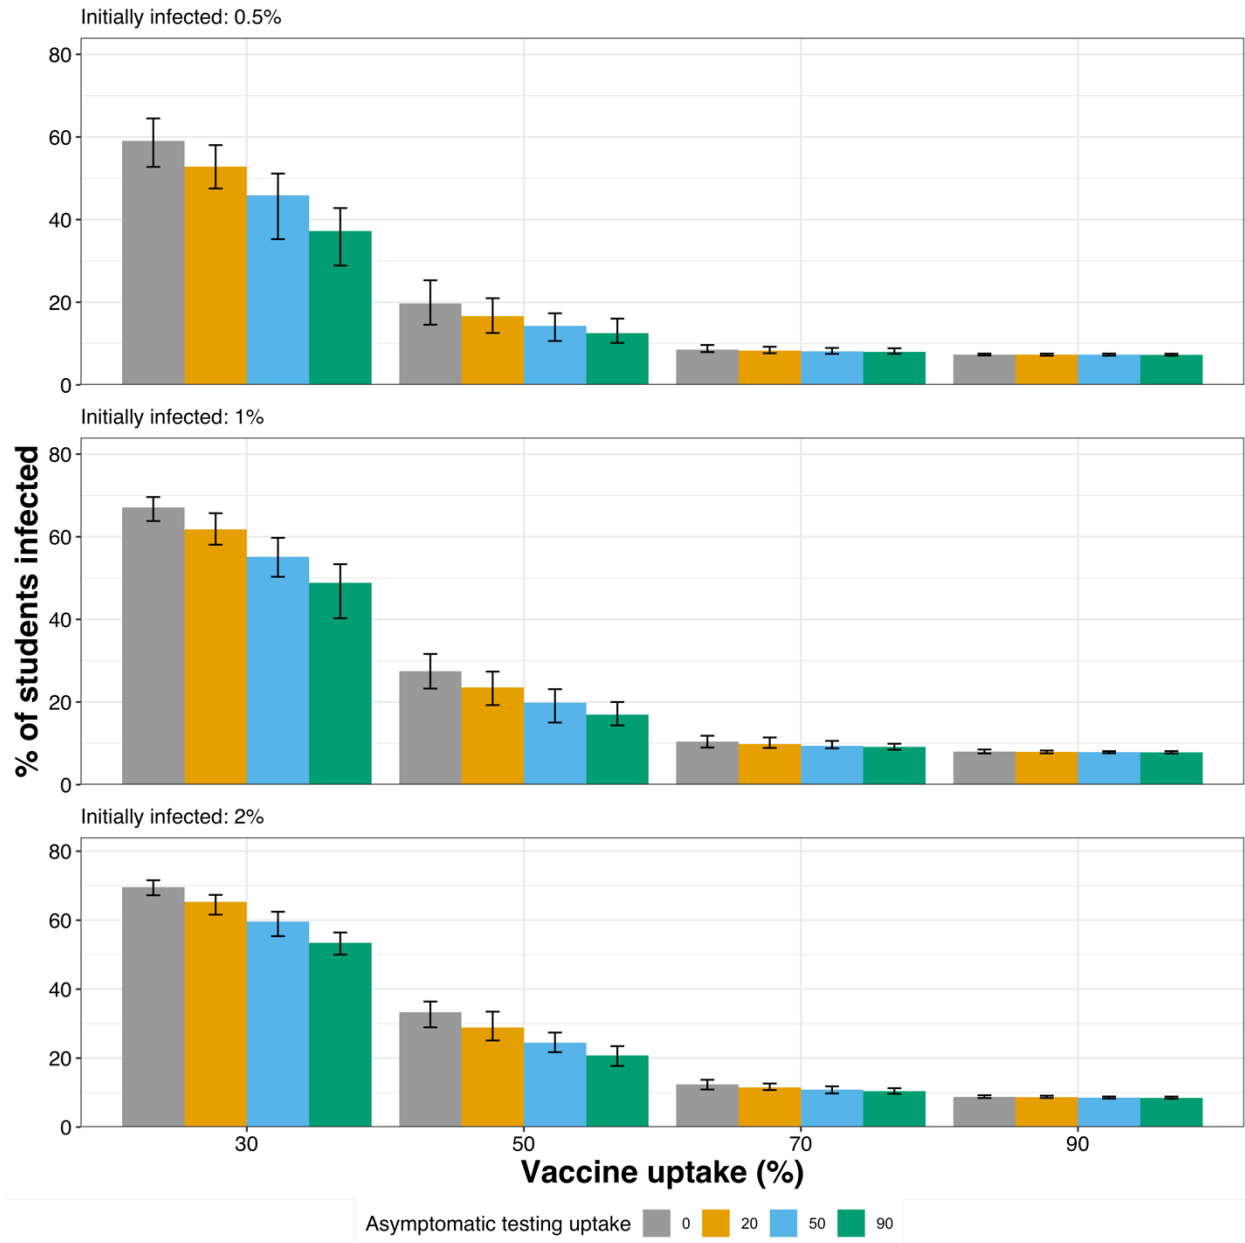 Initially infected: 0.5%
80
60
40
20
0
Initially infected: 1%
80
60
40
20
0
% of students infected
Initially infected: 2%
80
60
40
20
0
30 50 70 90
Vaccine uptake (%)
Asymptomatic testing uptake 0 20 50 90